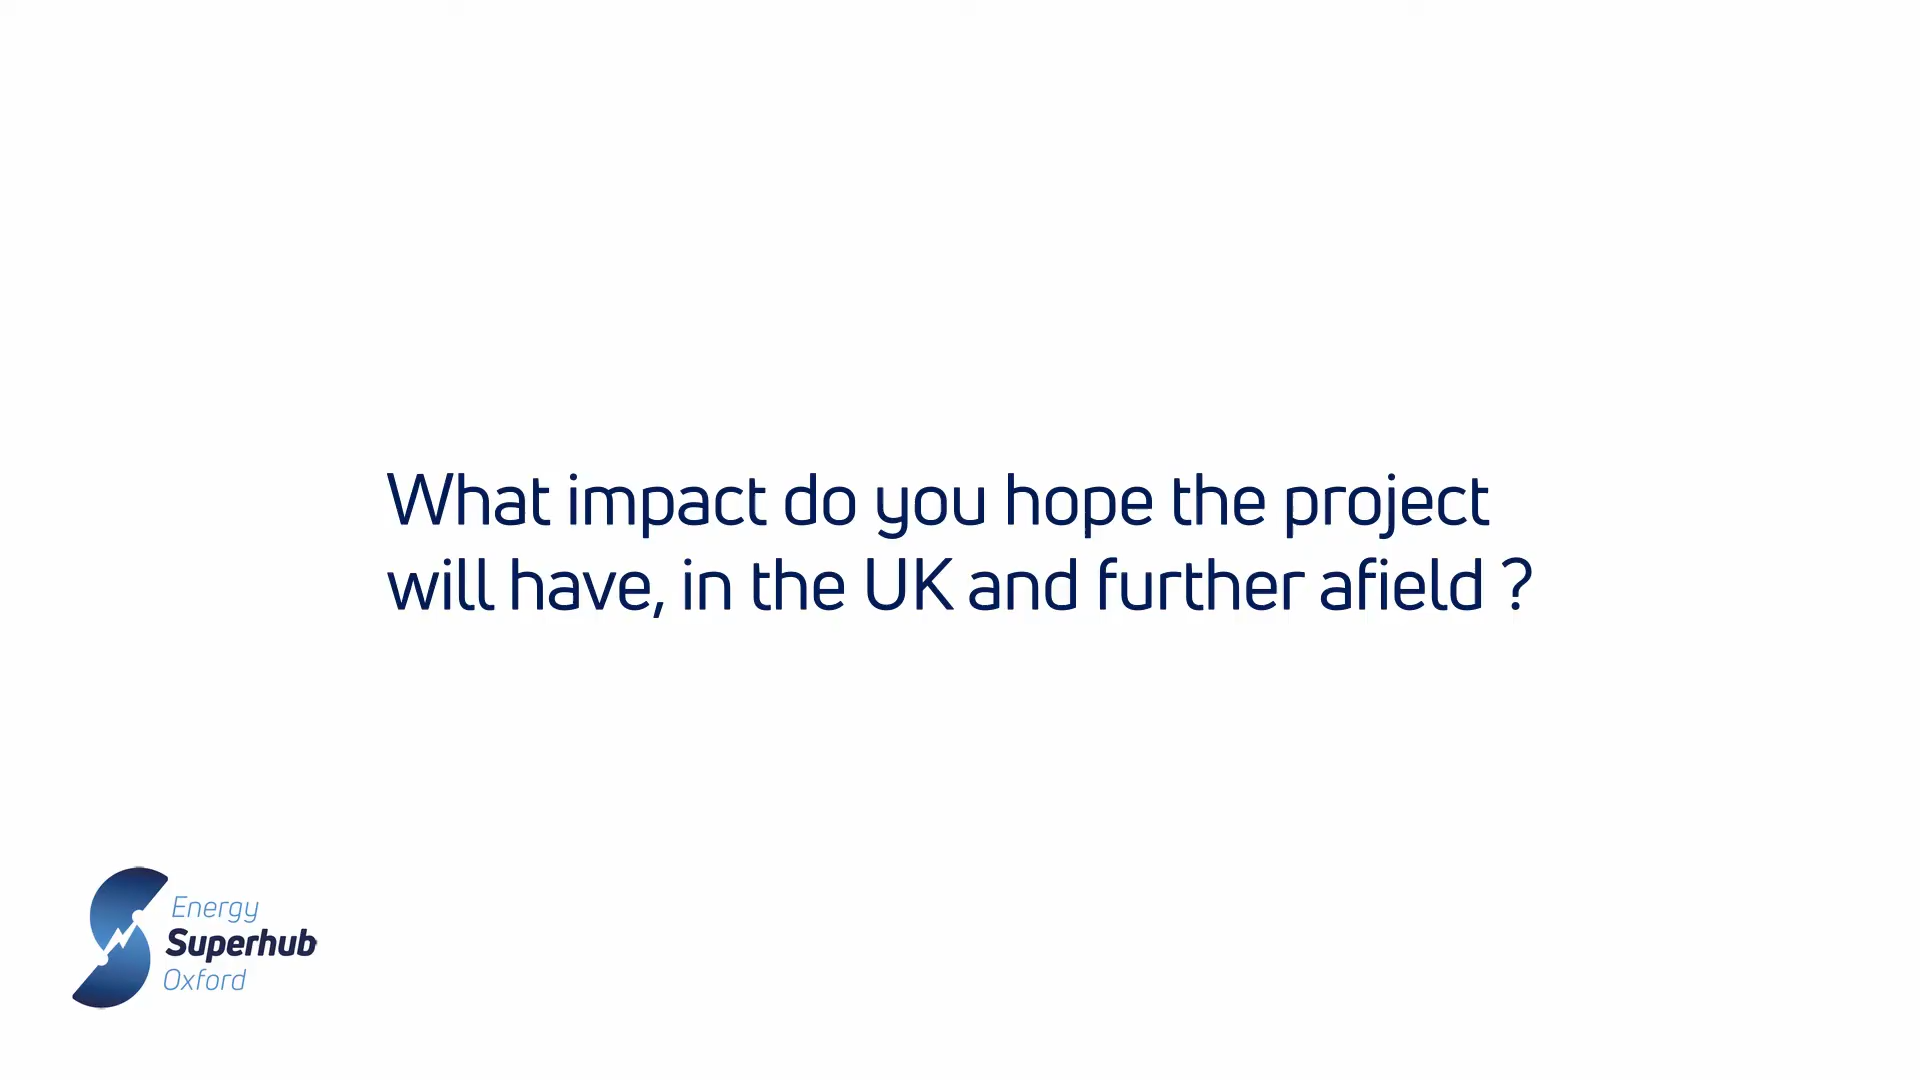 What impact do you hope the project
will have, in the UK and further afield ?
Energy
Superhub
Oxford